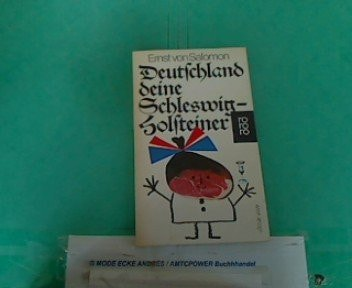 Ernst von Salomon
Deutschland
deine
Schleswig-
Holsteiner
rororo
© MODE ECKE ANDRES / AMTCPOWER Buchhandel